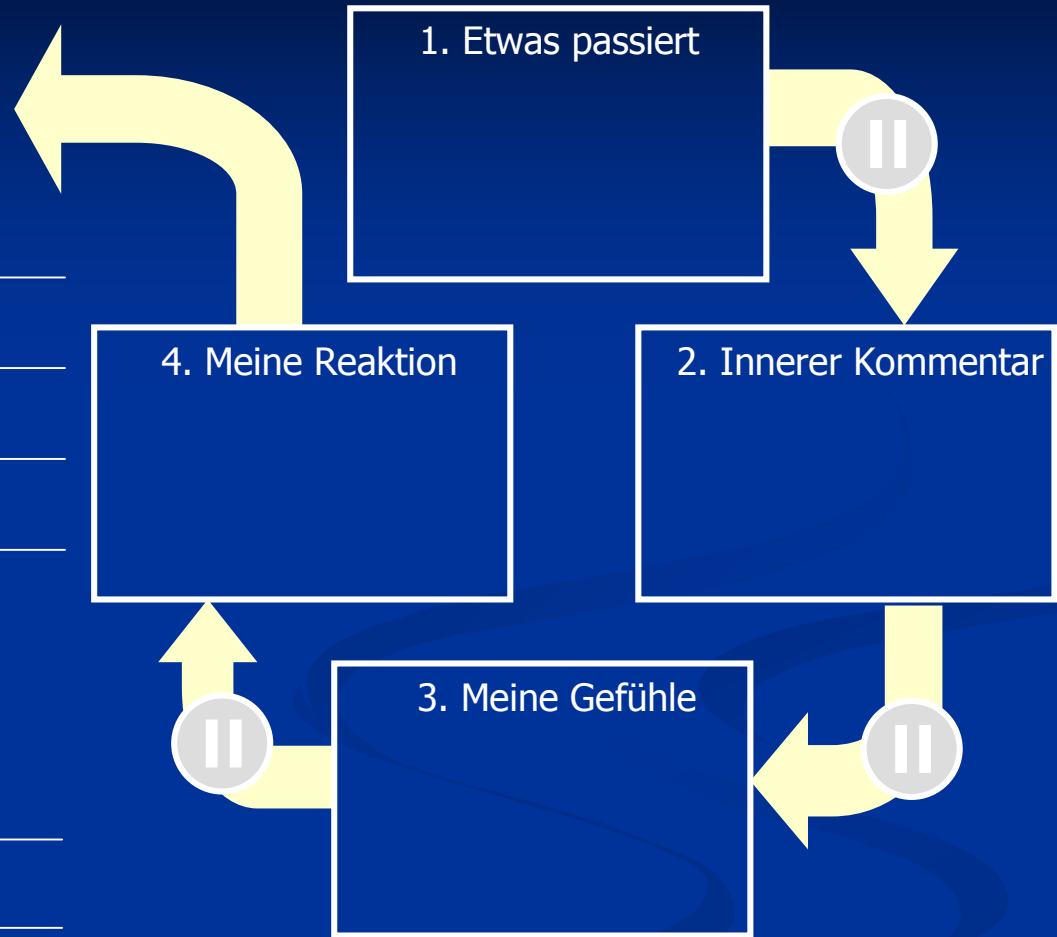 1. Etwas passiert
2. Innerer Kommentar
3. Meine Gefühle
4. Meine Reaktion